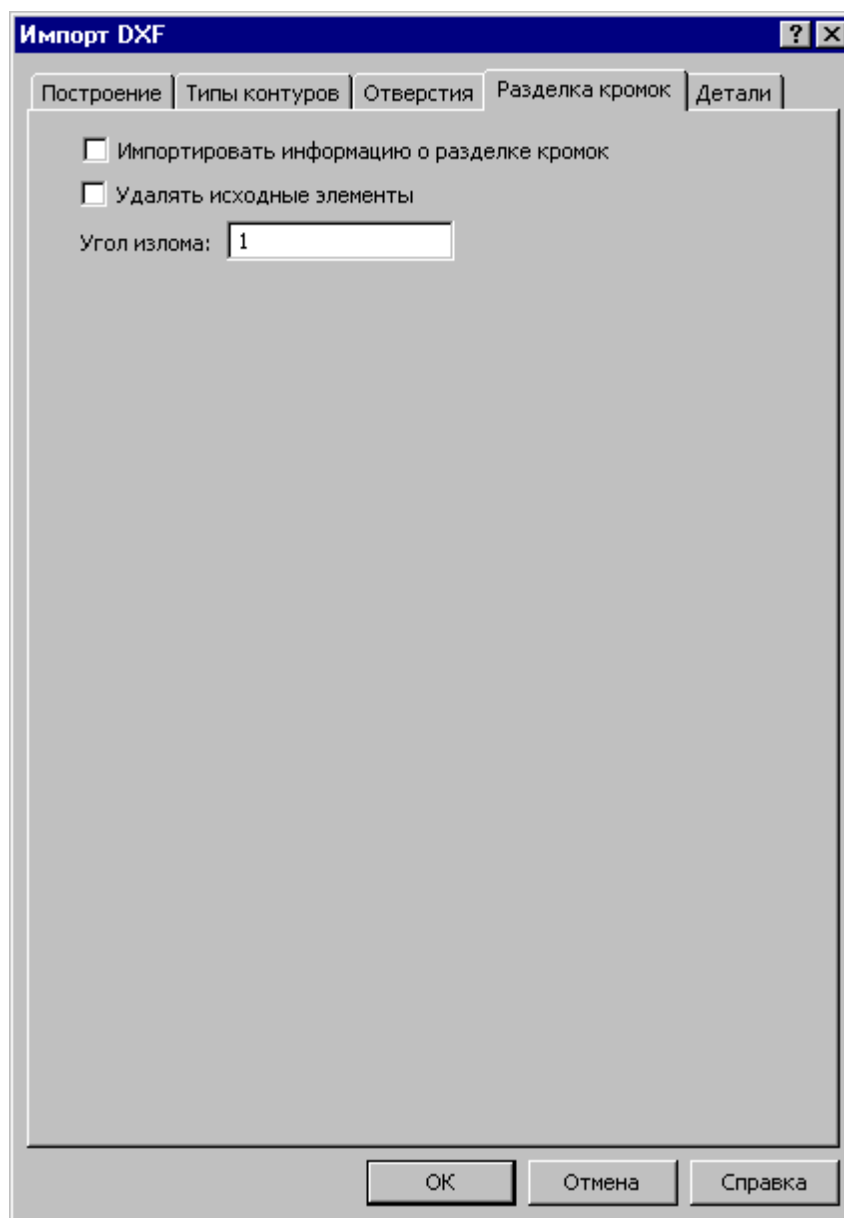 Импорт DXF
Построение Типы контуров Отверстия Разделка кромок Детали
Импортировать информацию о разделке кромок
Удалять исходные элементы
Угол излома: 1
ОК Отмена Справка